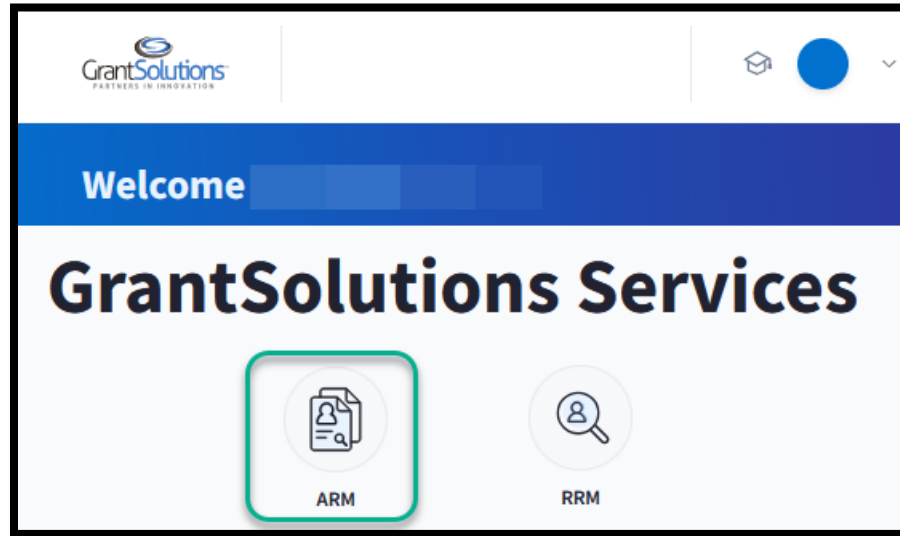 GrantSolutions
PARTNERS IN INNOVATION
Welcome
GrantSolutions Services
ARM
RRM